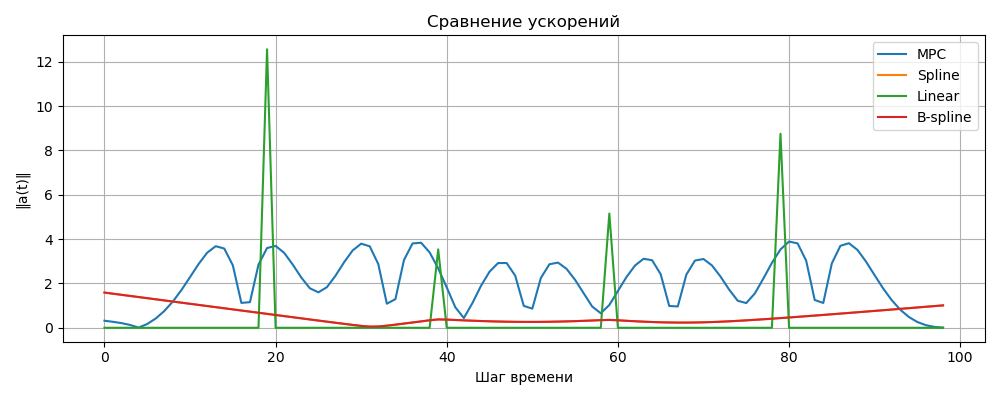 Сравнение ускорений
MPC
Spline
Linear
B-spline
12
10
8
6
4
2
0
‖a(t)‖
0
20
40
60
80
100
Шаг времени